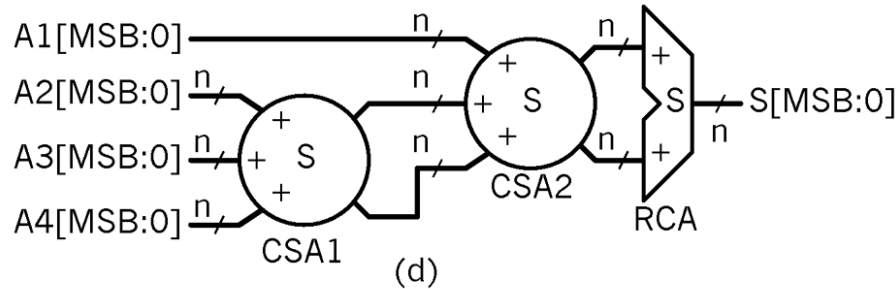 A1[MSB:0]
n
n
A2[MSB:0]
n
n
+
+
+
S
S[MSB:0]
+
S
+
n
A3[MSB:0]
n
+
S
n
+
n
+
A4[MSB:0]
n
+
CSA2
CSA1
RCA
(d)